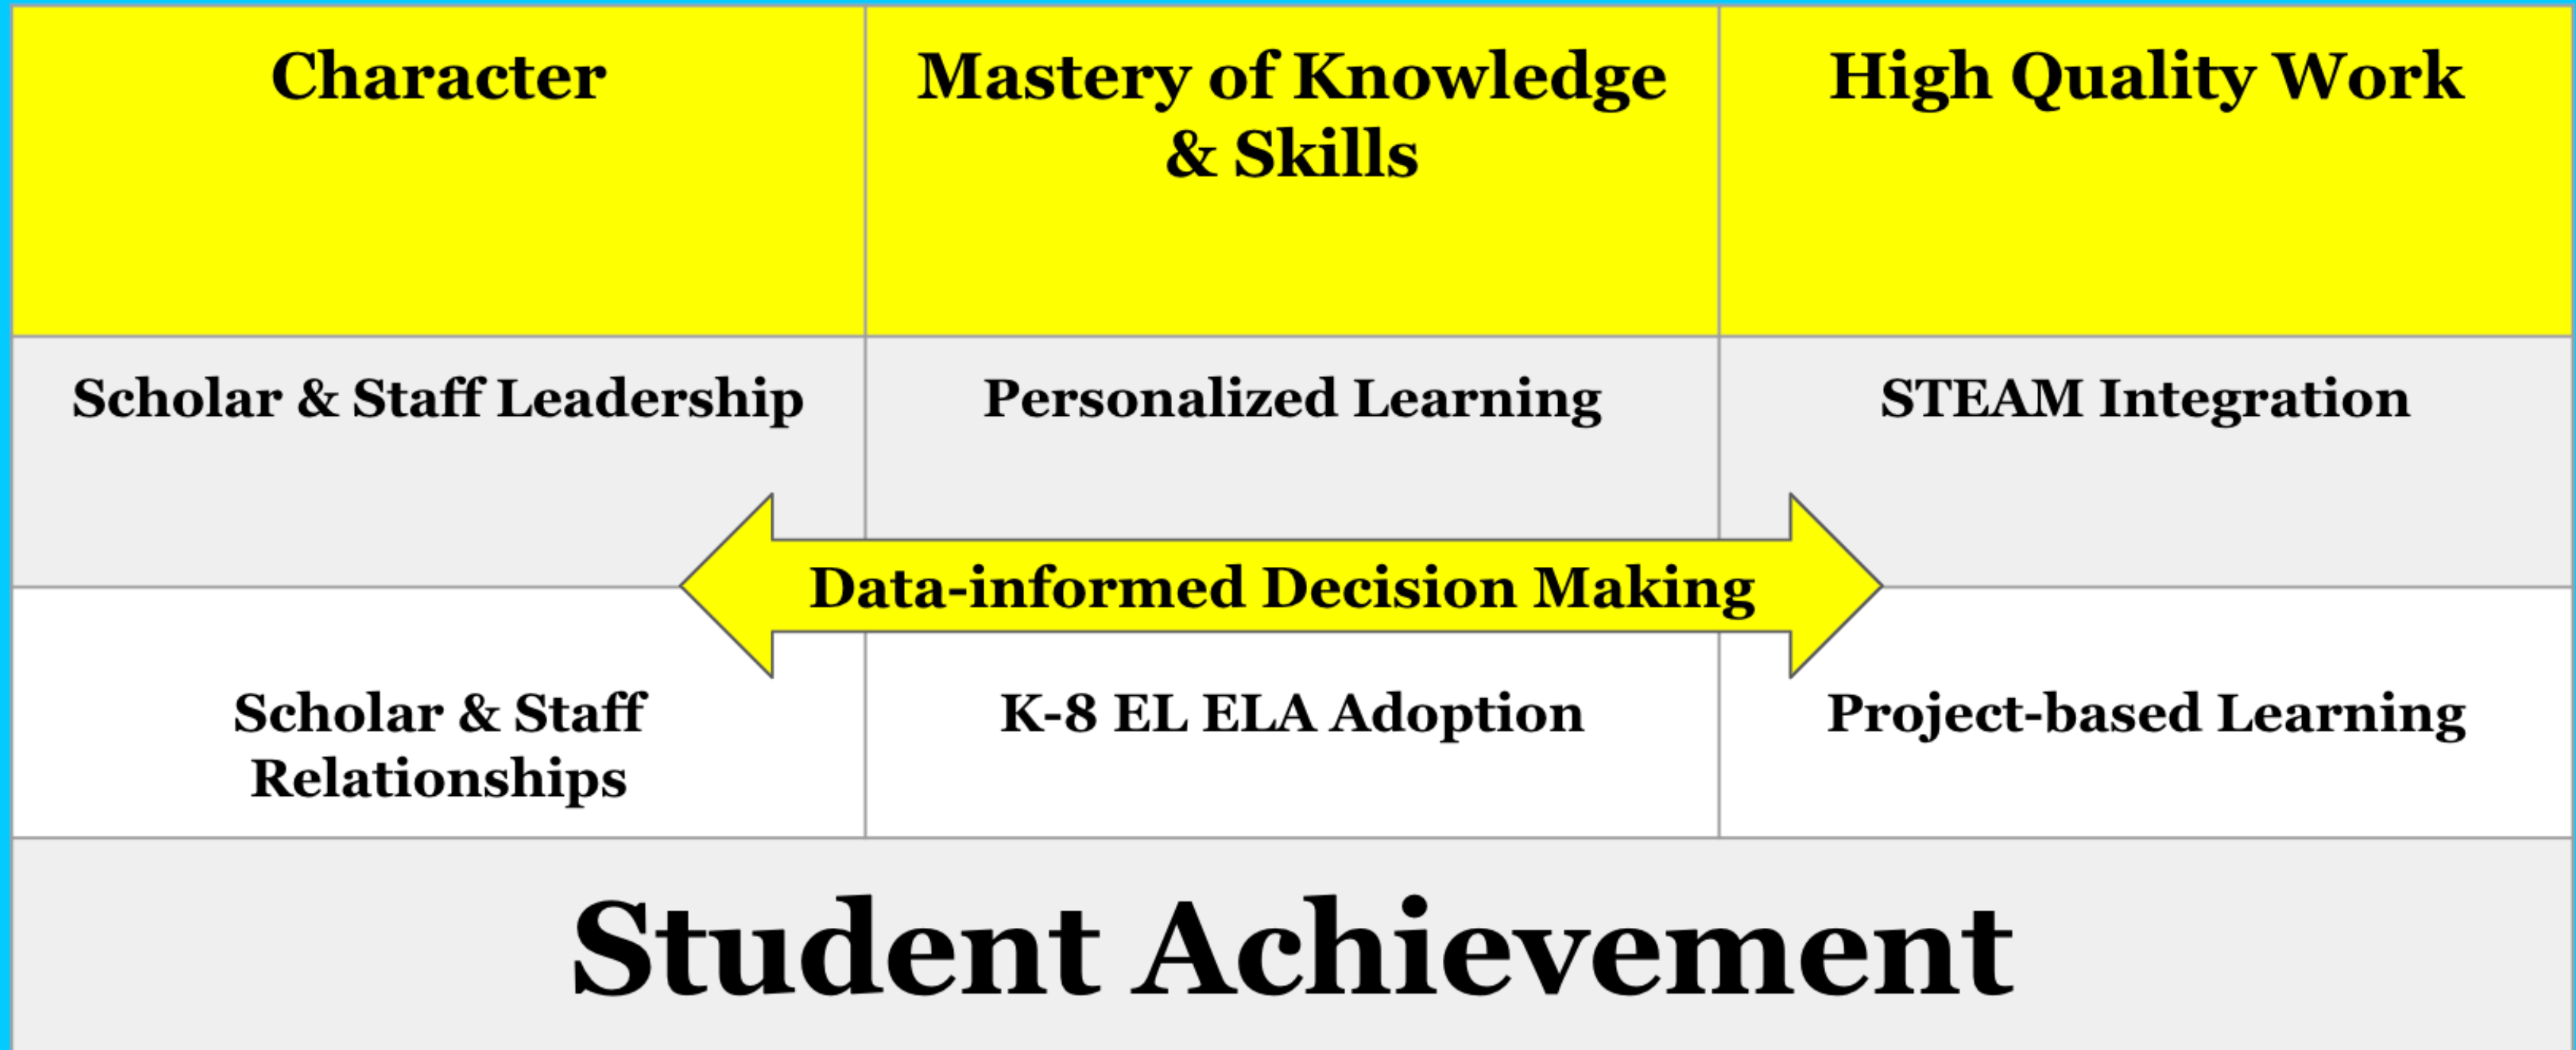 Character
Mastery of Knowledge
& Skills
High Quality Work
Scholar & Staff Leadership
Personalized Learning
STEAM Integration
Data-informed Decision Making
Scholar & Staff
Relationships
K-8 EL ELA Adoption
Project-based Learning
Student Achievement